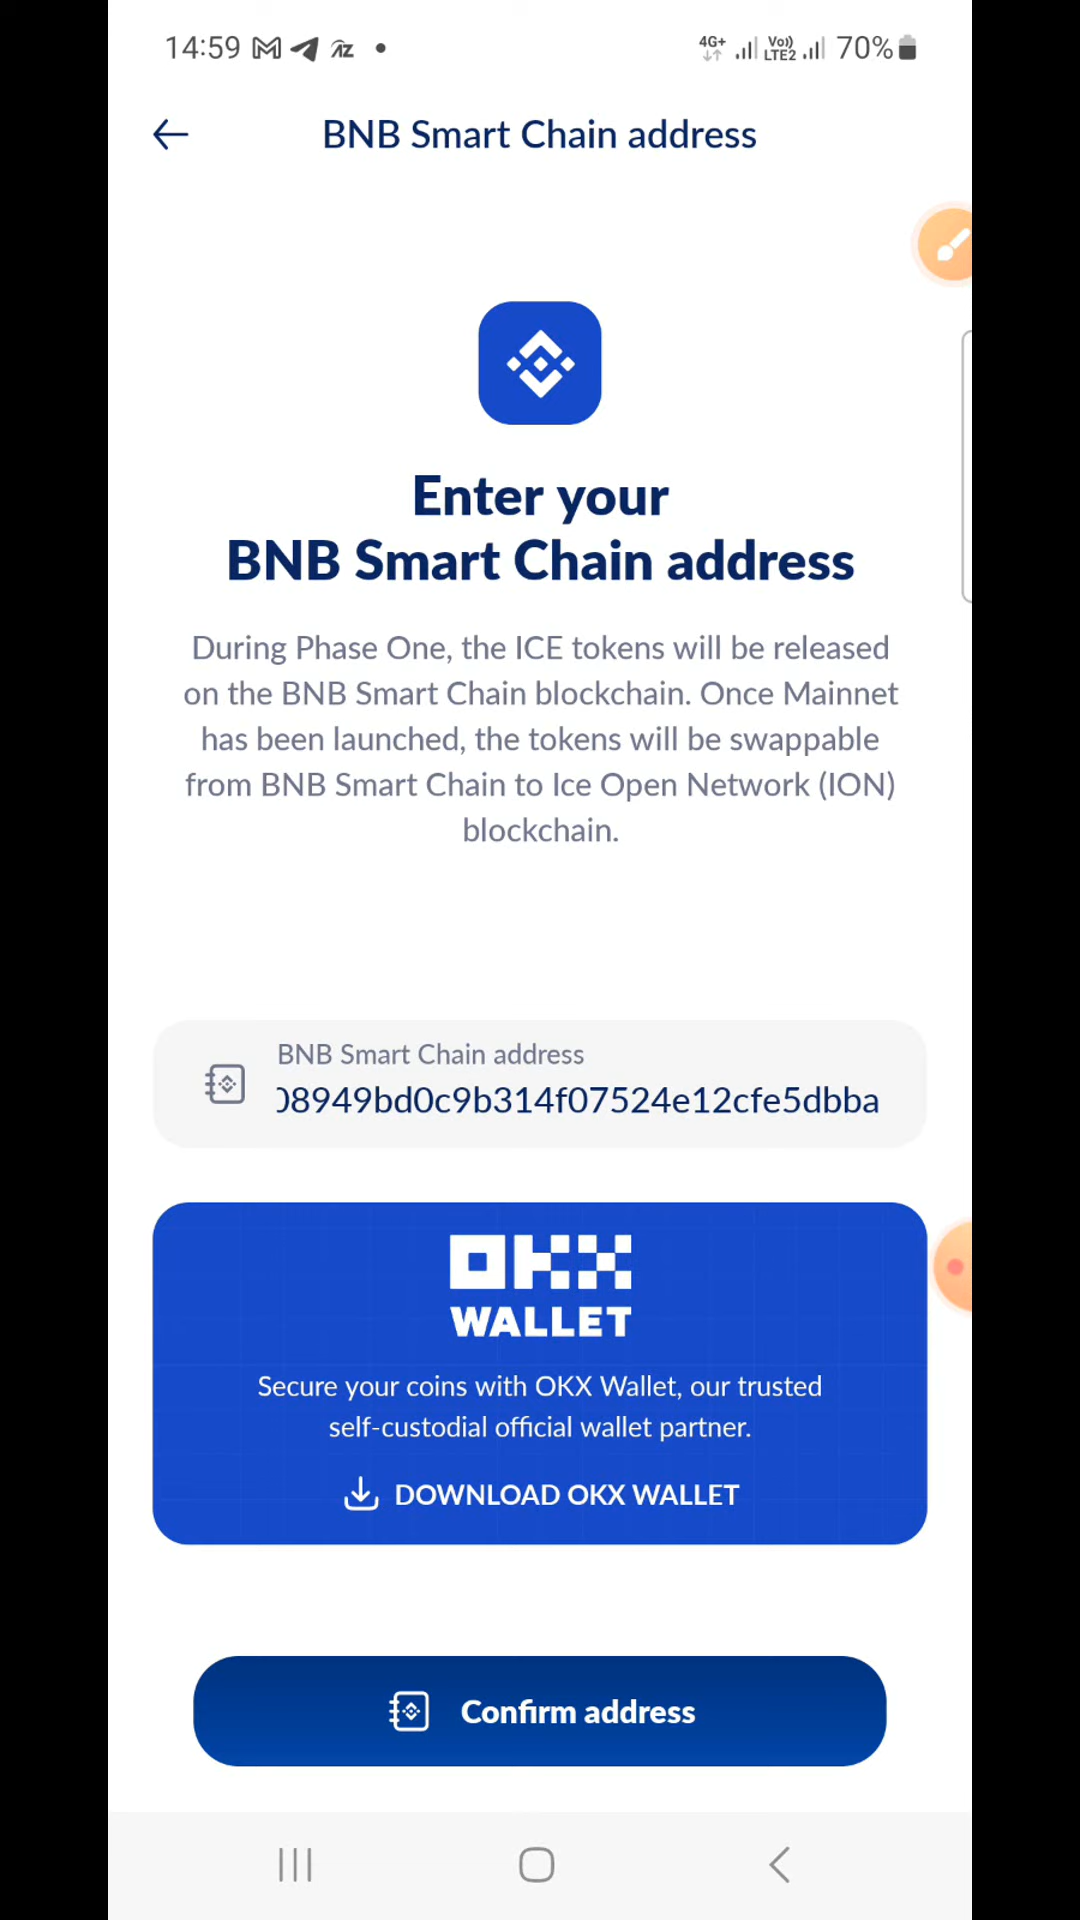 14:59 4G+ Vo)) LTE2 70%
BNB Smart Chain address
Enter your
BNB Smart Chain address
During Phase One, the ICE tokens will be released
on the BNB Smart Chain blockchain. Once Mainnet
has been launched, the tokens will be swappable
from BNB Smart Chain to Ice Open Network (ION)
blockchain.
BNB Smart Chain address
08949bd0c9b314f07524e12cfe5dbba
OKX
WALLET
Secure your coins with OKX Wallet, our trusted
self-custodial official wallet partner.
DOWNLOAD OKX WALLET
Confirm address